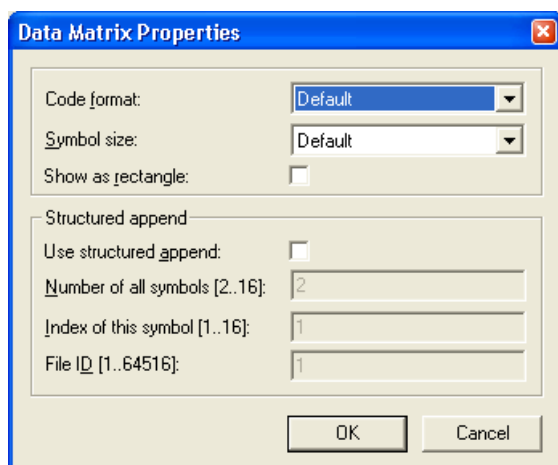 Data Matrix Properties
Code format: Default
Symbol size: Default
Show as rectangle:
Structured append
Use structured append:
Number of all symbols [2..16]: 2
Index of this symbol [1..16]: 1
File ID [1..64516]: 1
OK Cancel